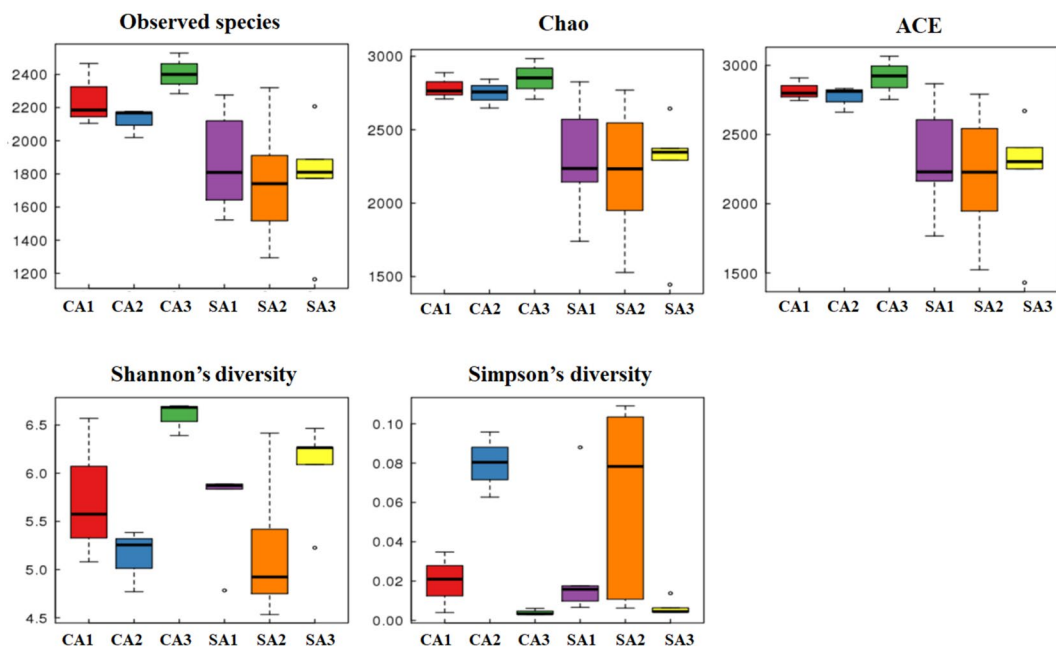 Observed species
2400
2200
2000
1800
1600
1400
1200
CA1 CA2 CA3 SA1 SA2 SA3
Chao
3000
2500
2000
1500
CA1 CA2 CA3 SA1 SA2 SA3
ACE
3000
2500
2000
1500
CA1 CA2 CA3 SA1 SA2 SA3
Shannon's diversity
6.5
6.0
5.5
5.0
4.5
CA1 CA2 CA3 SA1 SA2 SA3
Simpson's diversity
0.10
0.08
0.06
0.04
0.02
0.00
CA1 CA2 CA3 SA1 SA2 SA3